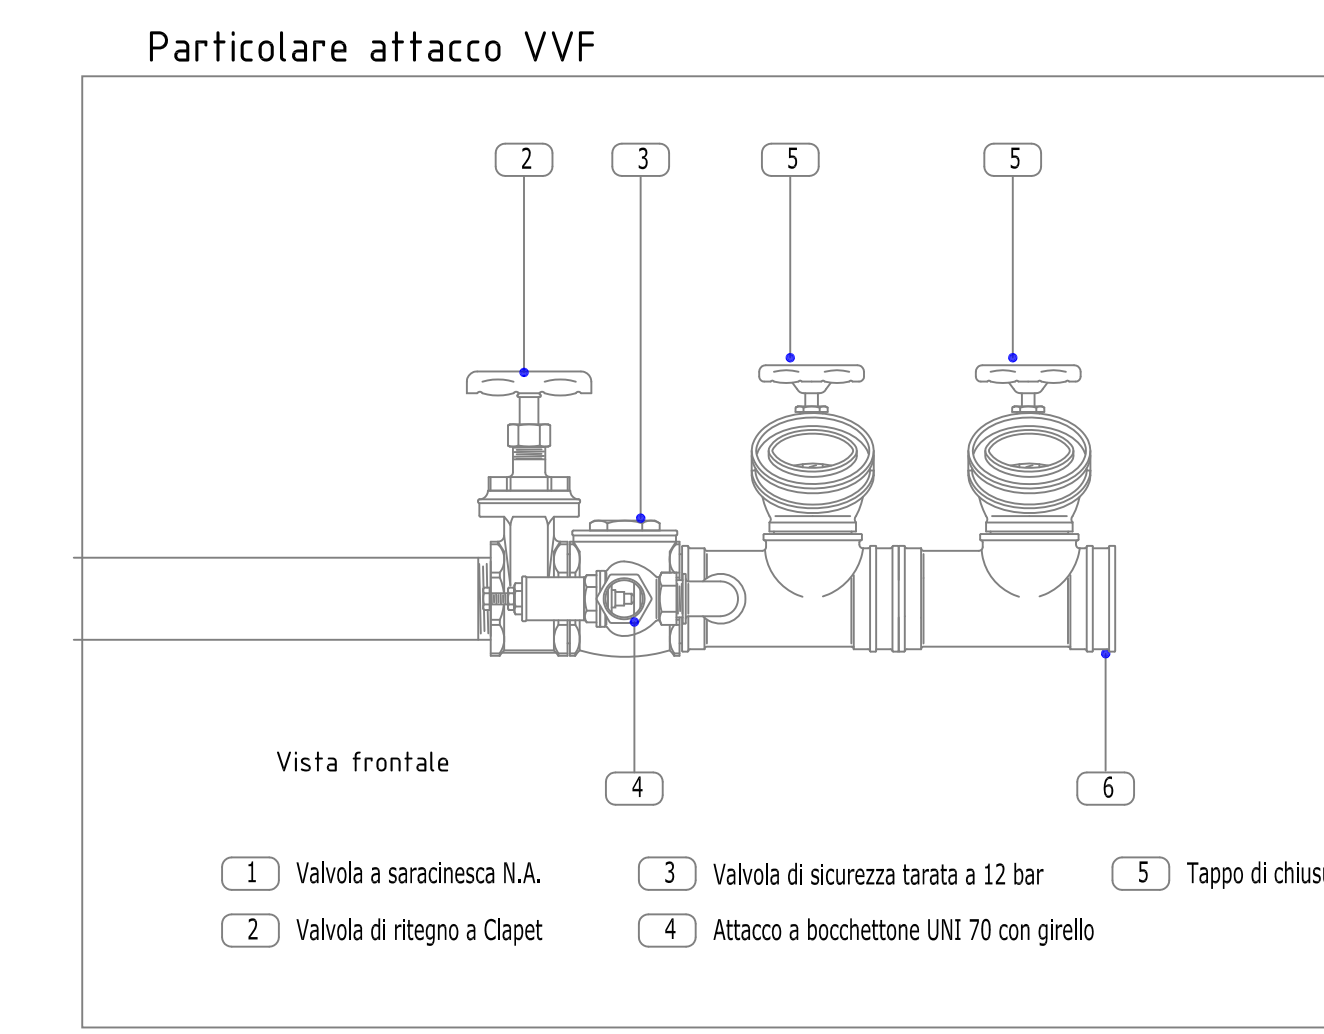 Particolare attacco VVF
2 3 5 5
Vista frontale
4 6
1 Valvola a saracinesca N.A. 3 Valvola di sicurezza tarata a 12 bar 5 Tappo di
2 Valvola di ritegno a Clapet 4 Attacco a bocchettone UNI 70 con girello